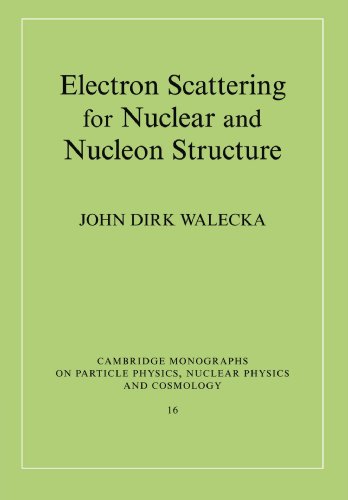 Electron Scattering
for Nuclear and
Nucleon Structure
JOHN DIRK WALECKA
CAMBRIDGE MONOGRAPHS
ON PARTICLE PHYSICS, NUCLEAR PHYSICS
AND COSMOLOGY
16